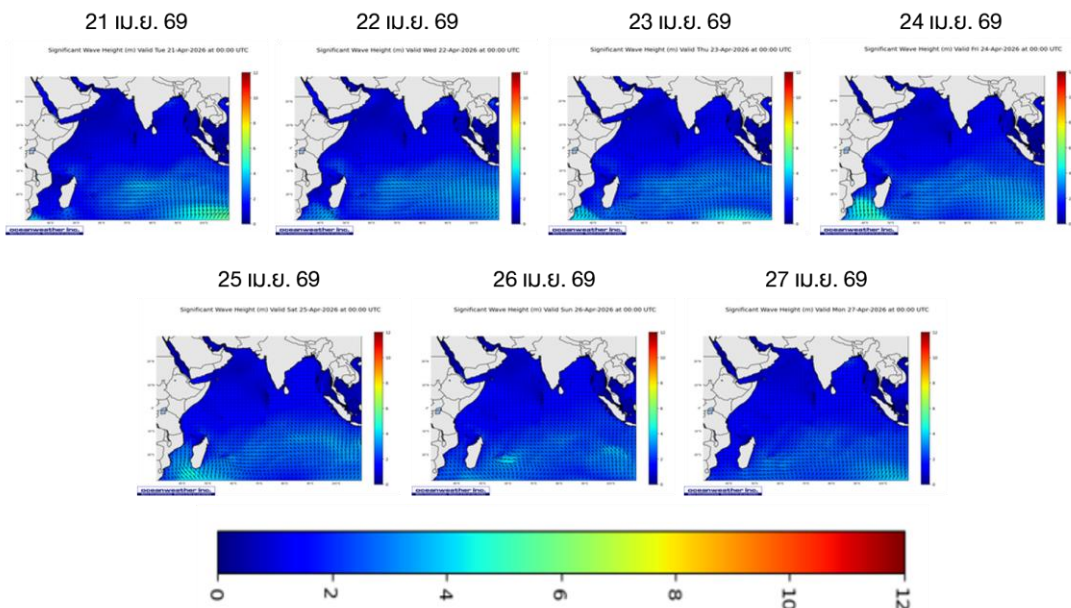 21 เม.ย. 69
22 เม.ย. 69
23 เม.ย. 69
24 เม.ย. 69
Significant Wave Height (m) Valid Tue 21-Apr-2026 at 00:00 UTC
Significant Wave Height (m) Valid Wed 22-Apr-2026 at 00:00 UTC
Significant Wave Height (m) Valid Thu 23-Apr-2026 at 00:00 UTC
Significant Wave Height (m) Valid Fri 24-Apr-2026 at 00:00 UTC
oceanweather inc.
oceanweather inc.
oceanweather inc.
oceanweather inc.
25 เม.ย. 69
26 เม.ย. 69
27 เม.ย. 69
Significant Wave Height (m) Valid Sat 25-Apr-2026 at 00:00 UTC
Significant Wave Height (m) Valid Sun 26-Apr-2026 at 00:00 UTC
Significant Wave Height (m) Valid Mon 27-Apr-2026 at 00:00 UTC
oceanweather inc.
oceanweather inc.
oceanweather inc.
0 2 4 6 8 10 12